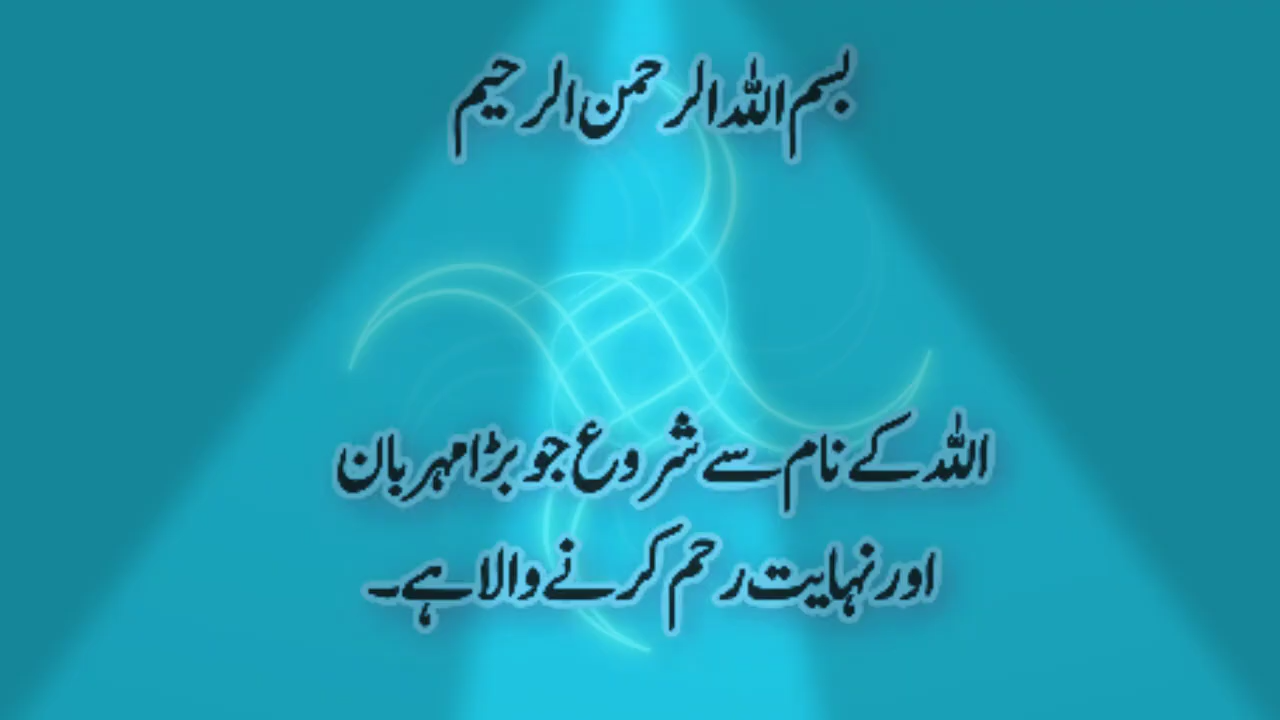 بسم اللہ الرحمن الرحیم
اللہ کے نام سے شروع جو بڑا مہربان
اور نہایت رحم کرنے والا ہے۔